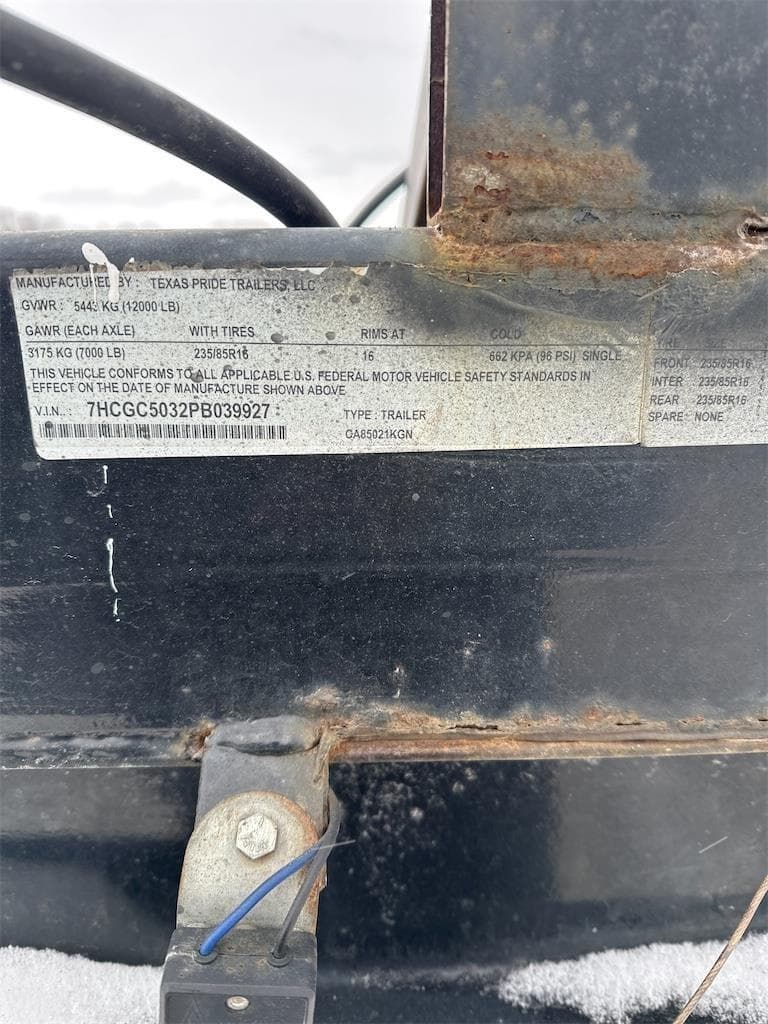 MANUFACTURED BY : TEXAS PRIDE TRAILERS, LLC
GVWR : 5443 KG (12000 LB)
GAWR (EACH AXLE) WITH TIRES RIMS AT COLD
3175 KG (7000 LB) 235/85R16 16 662 KPA (96 PSI) SINGLE
THIS VEHICLE CONFORMS TO ALL APPLICABLE U.S. FEDERAL MOTOR VEHICLE SAFETY STANDARDS IN
EFFECT ON THE DATE OF MANUFACTURE SHOWN ABOVE
V.I.N.. : 7HCGC5032PB039927 TYPE : TRAILER
CA85021KGN
FRONT 235/85R16
INTER 235/85R16
REAR 235/85R16
SPARE: NONE